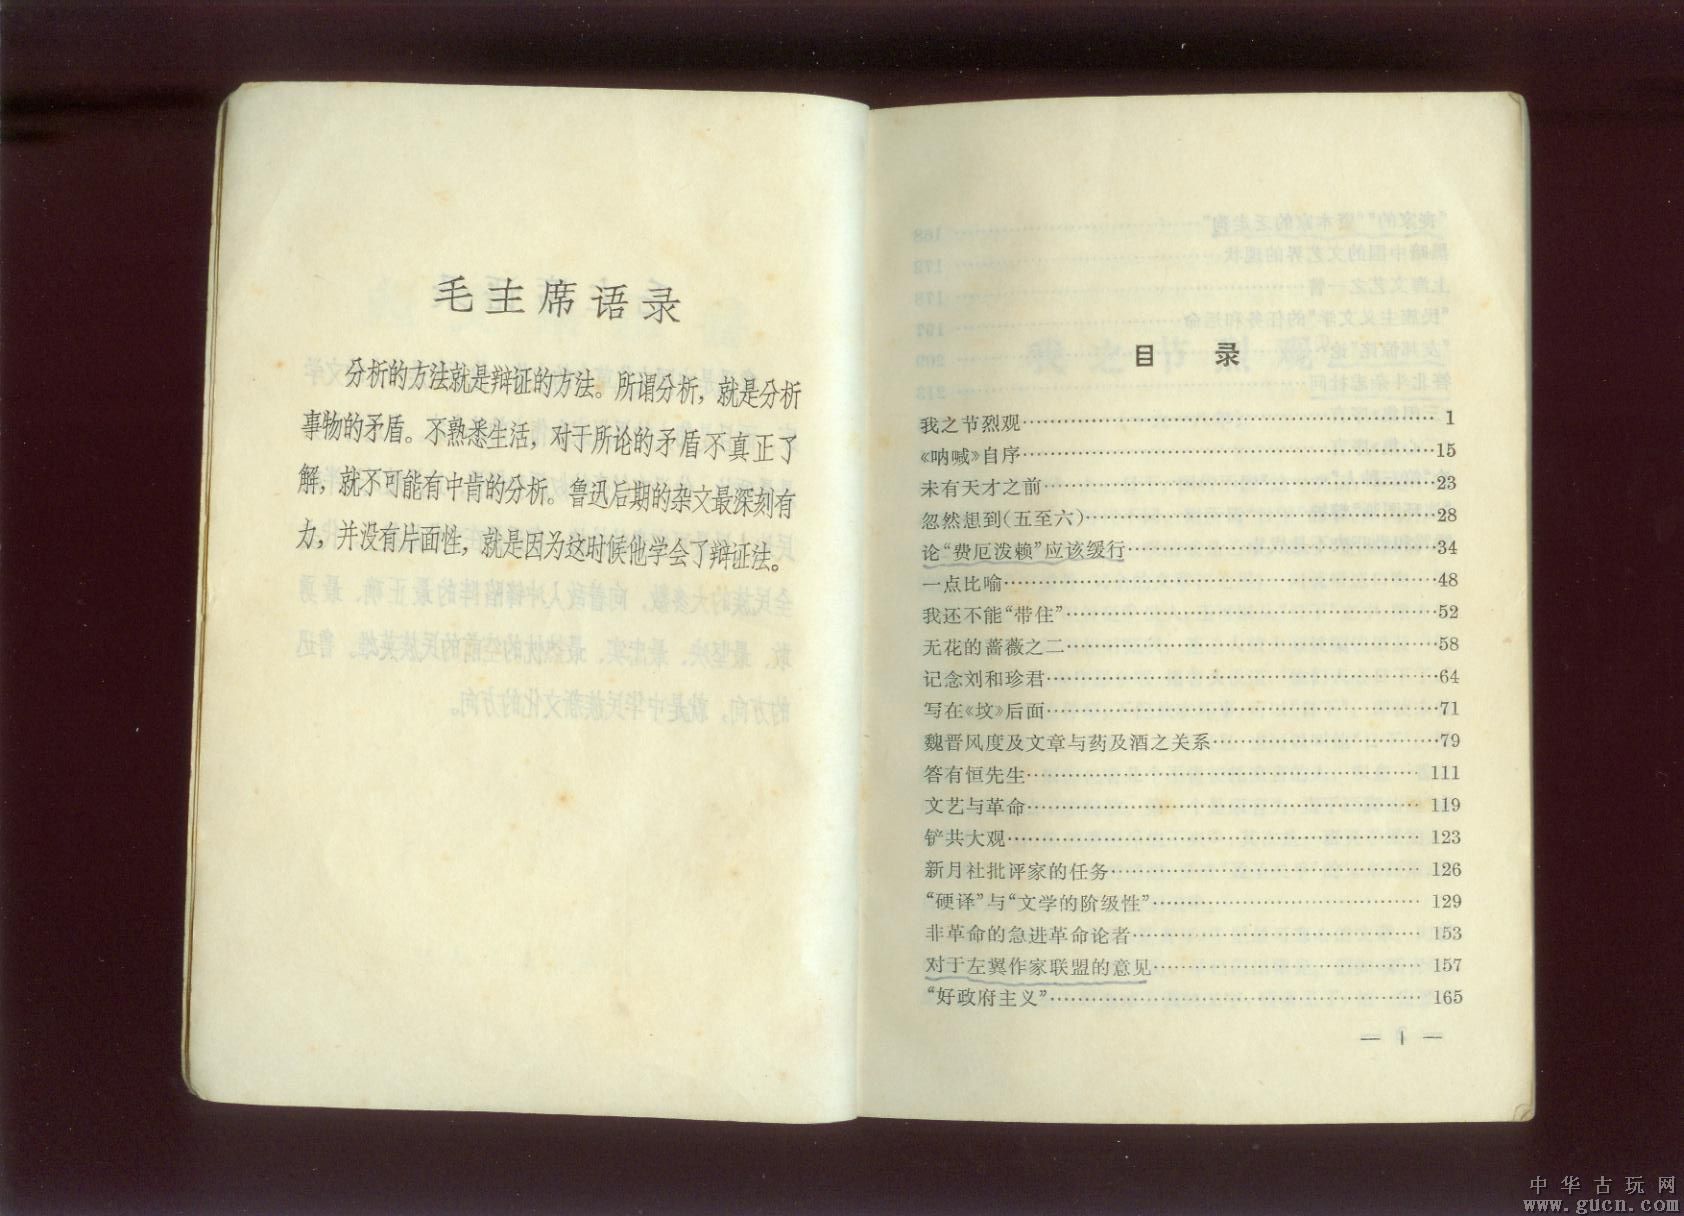 毛主席语录
分析的方法就是辩证的方法。所谓分析，就是分析
事物的矛盾。不熟悉生活，对于所论的矛盾不真正了
解，就不可能有中肯的分析。鲁迅后期的杂文最深刻有
力，并没有片面性，就是因为这时候他学会了辩证法。
目 录
我之节烈观…………1
《呐喊》自序…………15
未有天才之前…………23
忽然想到（五至六）…………28
论“费厄泼赖”应该缓行…………34
一点比喻…………48
我还不能“带住”…………52
无花的蔷薇之二…………58
记念刘和珍君…………64
写在《坟》后面…………71
魏晋风度及文章与药及酒之关系…………79
答有恒先生…………111
文艺与革命…………119
铲共大观…………123
新月社批评家的任务…………126
“硬译”与“文学的阶级性”…………129
非革命的急进革命论者…………153
对于左翼作家联盟的意见…………157
“好政府主义”…………165
— 1 —
中华古玩网
www.gucn.com